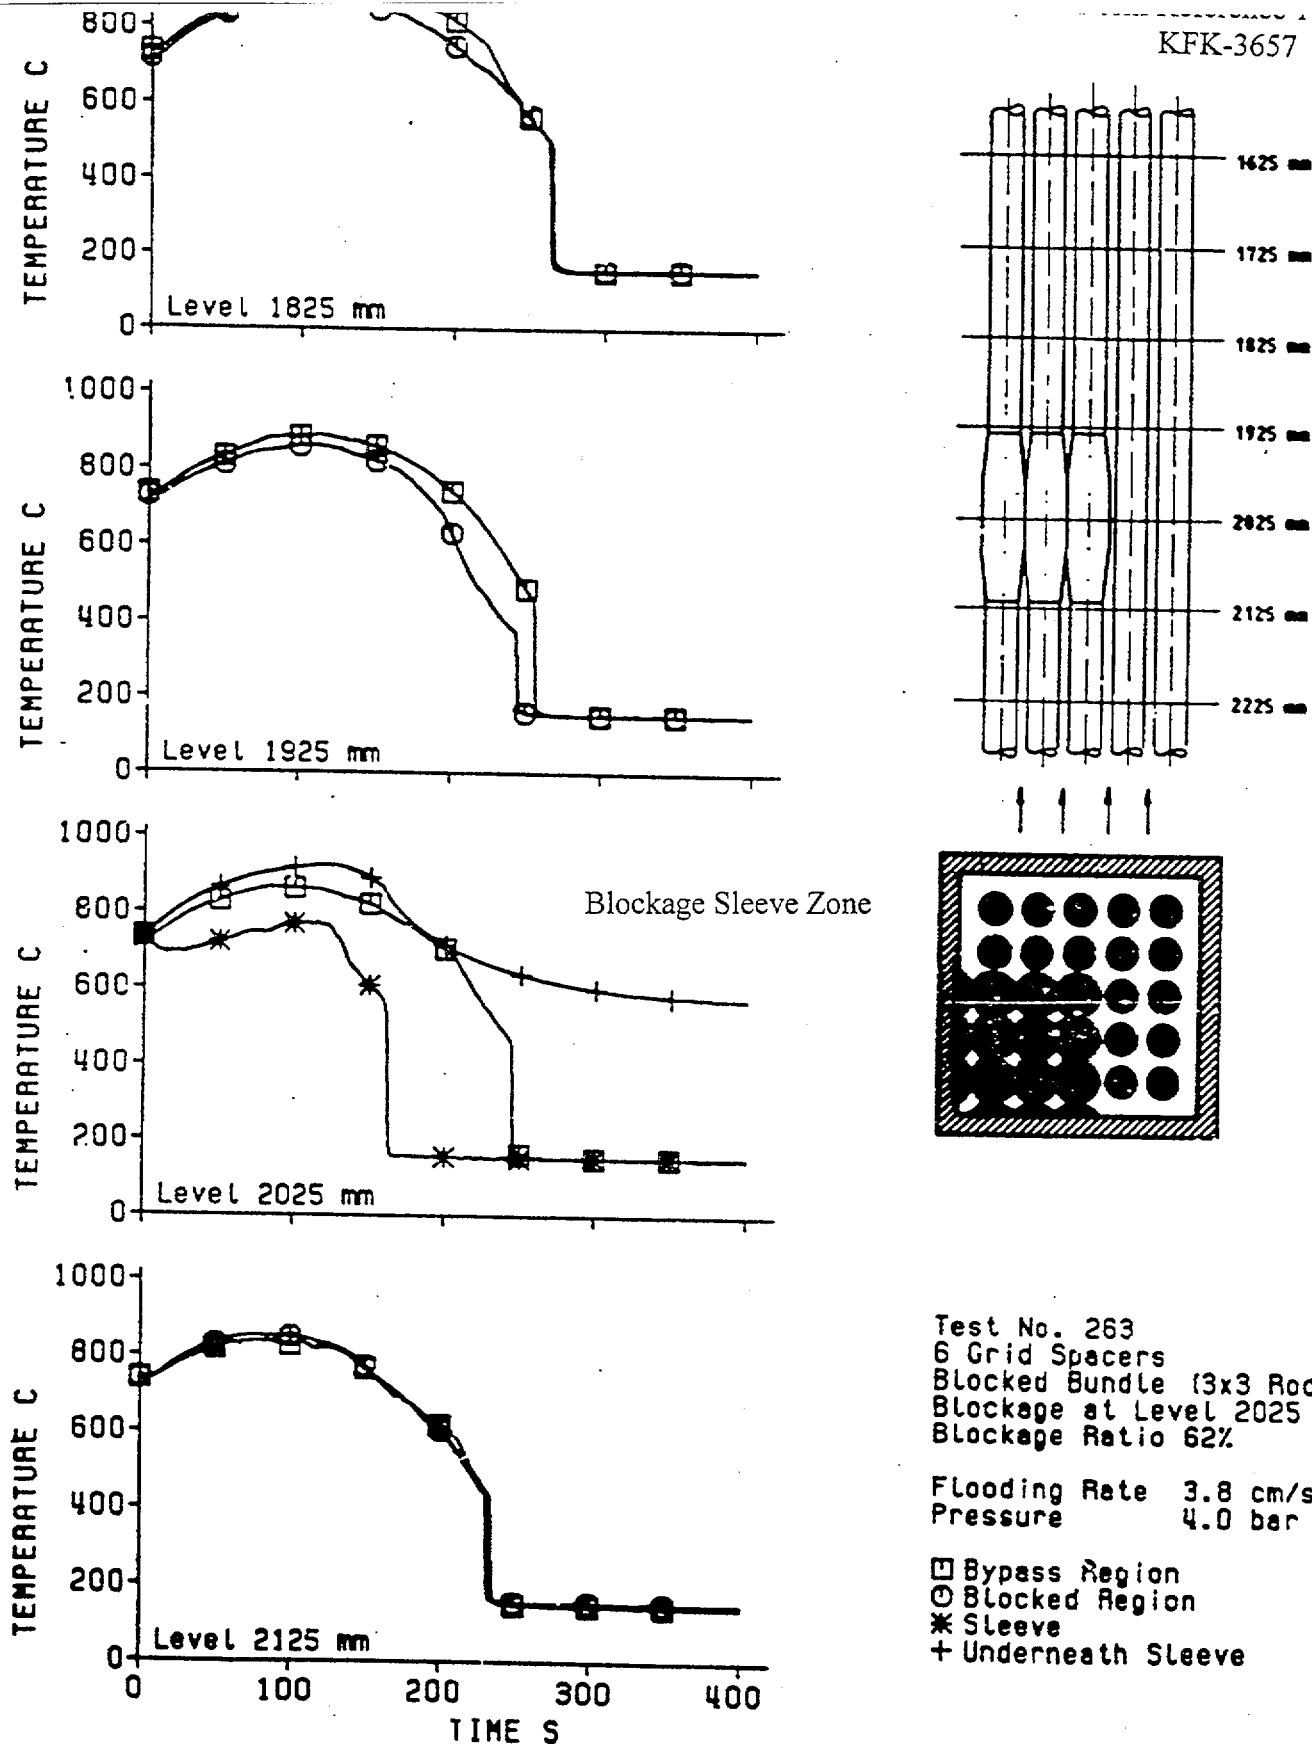 KFK-3657
TEMPERATURE C
800
600
400
200
0
Level 1825 mm
1625 mm
1725 mm
1825 mm
1925 mm
2025 mm
2125 mm
2225 mm
TEMPERATURE C
1000
800
600
400
200
0
Level 1925 mm
TEMPERATURE C
1000
800
600
400
200
0
Blockage Sleeve Zone
Level 2025 mm
TEMPERATURE C
1000
800
600
400
200
0
Level 2125 mm
0 100 200 300 400
TIME S
Test No. 263
6 Grid Spacers
Blocked Bundle (3x3 Rod
Blockage at Level 2025
Blockage Ratio 62%
Flooding Rate 3.8 cm/s
Pressure 4.0 bar
Bypass Region
Blocked Region
Sleeve
Underneath Sleeve